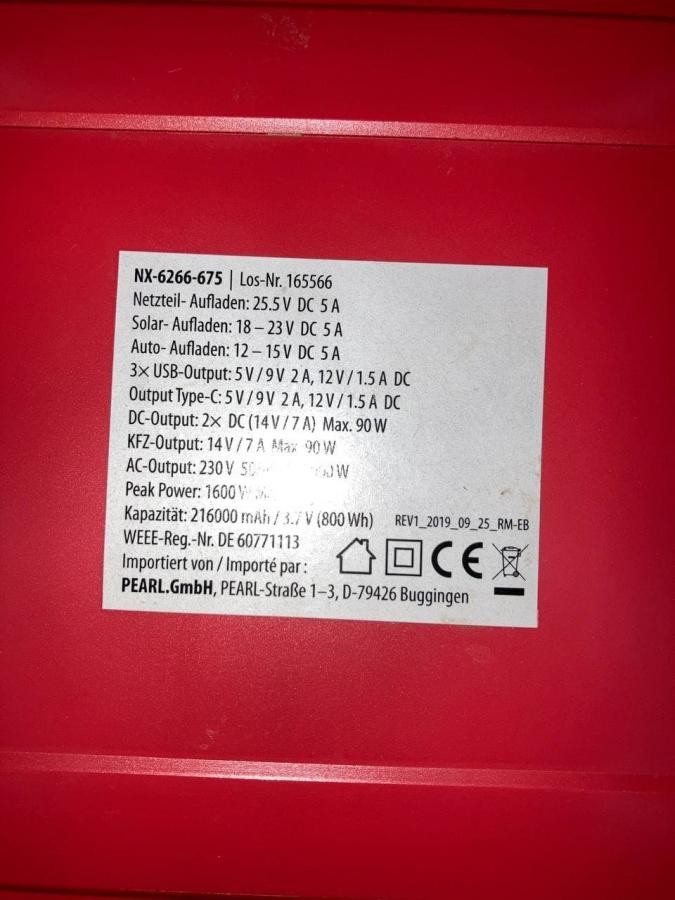 NX-6266-675 | Los-Nr. 165566
Netzteil- Aufladen: 25.5 V DC 5 A
Solar- Aufladen: 18 – 23 V DC 5 A
Auto- Aufladen: 12 – 15 V DC 5 A
3× USB-Output: 5 V / 9 V 2 A, 12 V / 1.5 A DC
Output Type-C: 5 V / 9 V 2 A, 12 V / 1.5 A DC
DC-Output: 2× DC (14 V / 7 A) Max. 90 W
KFZ-Output: 14 V / 7 A Max. 90 W
AC-Output: 230 V
Peak Power: 1600 W
Kapazität: 216000 mAh / 3.7 V (800 Wh) REV1_2019_09_25_RM-EB
WEEE-Reg.-Nr. DE 60771113
Importiert von / Importé par :
CE
PEARL.GmbH, PEARL-Straße 1–3, D-79426 Buggingen